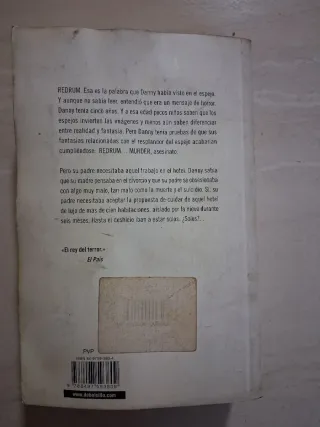 REDRUM. Esa es la palabra que Danny había visto en el espejo.
Y aunque no sabía leer, entendió que era un mensaje de horror.
Danny tenía cinco años. Y a esa edad pocos niños saben que los
espejos invierten las imágenes y menos aún saben diferenciar
entre realidad y fantasía. Pero Danny tenía pruebas de que sus
fantasías relacionadas con el resplandor del espejo acabarían
cumpliéndose: REDRUM... MURDER, asesinato.
Pero su padre necesitaba aquel trabajo en el hotel. Danny sabía
que su madre pensaba en el divorcio y que su padre se obsesionaba
con algo muy malo, tan malo como la muerte y el suicidio. Sí, su
padre necesitaba aceptar la propuesta de cuidar de aquel hotel
de lujo de más de cien habitaciones, aislado por la nieve durante
seis meses. Hasta el deshielo iban a estar solos. ¿Solos?...
«El rey del terror.»
El País
PVP
www.debolsillo.com